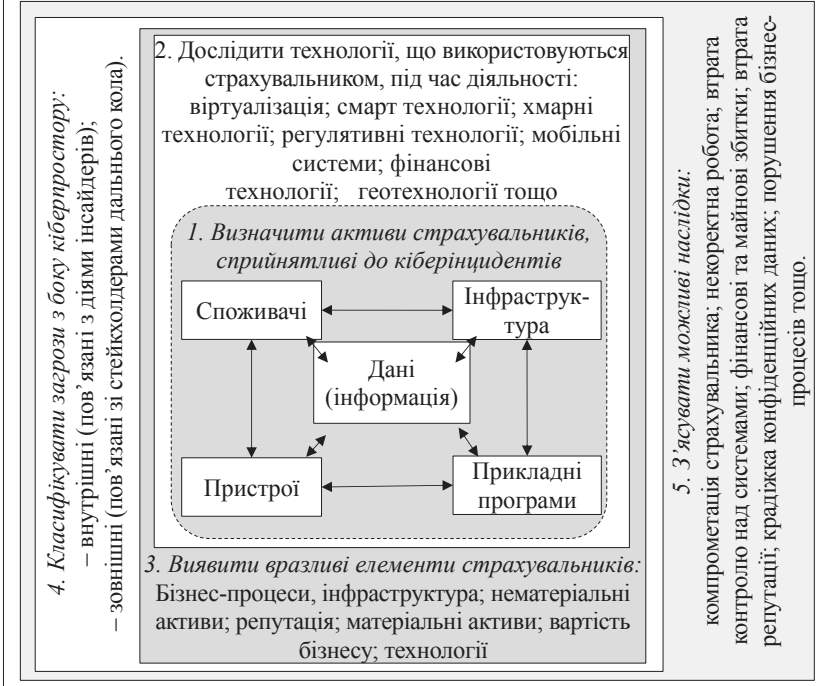 4. Класифікувати загрози з боку кіберпростору:
– внутрішні (пов’язані з діями інсайдерів);
– зовнішні (пов’язані зі стейкхолдерами дальнього кола).
2. Дослідити технології, що використовуються
страхувальником, під час діяльності:
віртуалізація; смарт технології; хмарні
технології; регулятивні технології; мобільні
системи; фінансові
технології; геотехнології тощо
1. Визначити активи страхувальників,
сприйнятливі до кіберінцидентів
Споживачі
Інфраструк-
тура
Дані
(інформація)
Пристрої
Прикладні
програми
3. Виявити вразливі елементи страхувальників:
Бізнес-процеси, інфраструктура; нематеріальні
активи; репутація; матеріальні активи; вартість
бізнесу; технології
5. З’ясувати можливі наслідки:
компрометація страхувальника; некоректна робота; втрата
контролю над системами; фінансові та майнові збитки; втрата
репутації; крадіжка конфіденційних даних; порушення бізнес-
процесів тощо.